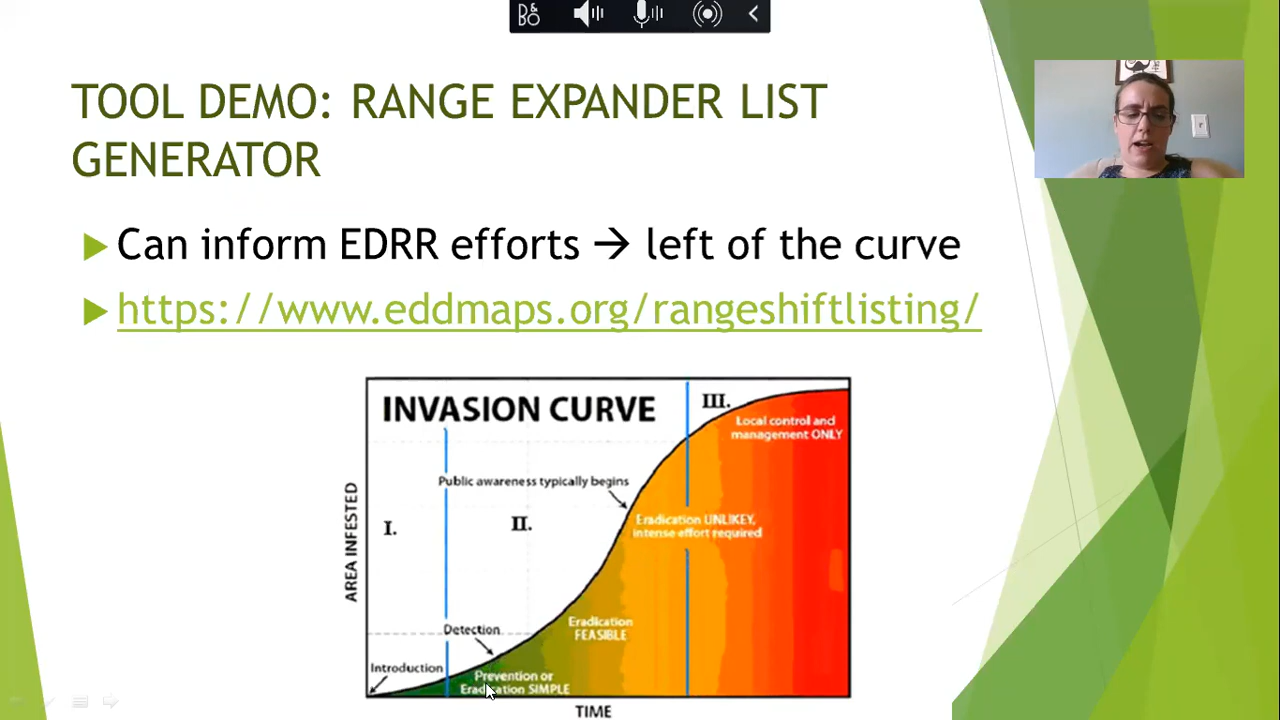 B&O
TOOL DEMO: RANGE EXPANDER LIST
GENERATOR
Can inform EDRR efforts → left of the curve
https://www.eddmaps.org/rangeshiftlisting/
INVASION CURVE
III.
Local control and
management ONLY
Public awareness typically begins
I.
II.
Eradication UNLIKEY,
intense effort required
AREA INFESTED
Eradication
FEASIBLE
Detection
Introduction
Prevention or
Eradication SIMPLE
TIME